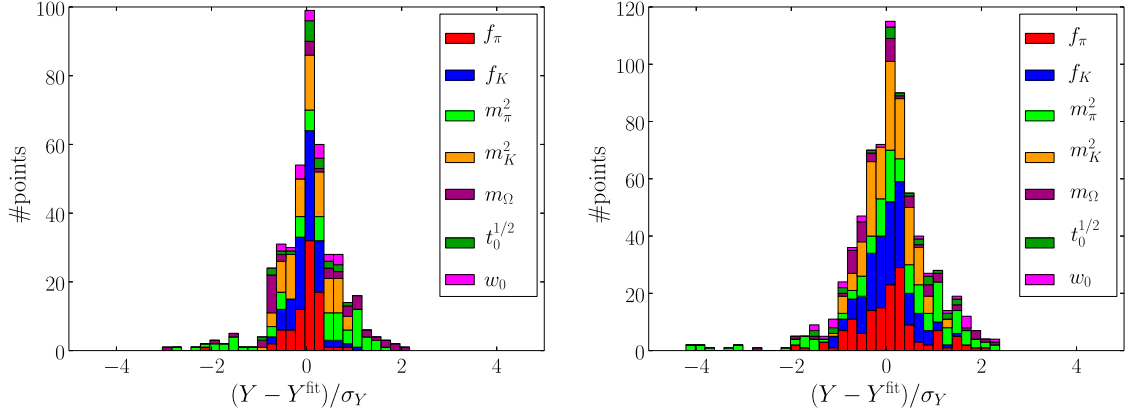 100
80
60
40
20
0
#points
−4 −2 0 2 4
(Y − Y^fit)/σ_Y
f_π
f_K
m_π^2
m_K^2
m_Ω
t_0^{1/2}
w_0
120
100
80
60
40
20
0
#points
−4 −2 0 2 4
(Y − Y^fit)/σ_Y
f_π
f_K
m_π^2
m_K^2
m_Ω
t_0^{1/2}
w_0